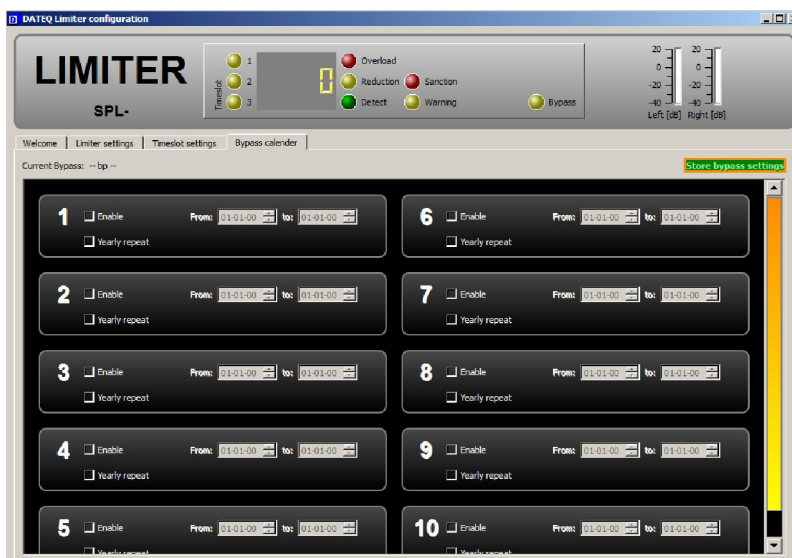 DATEQ Limiter configuration
LIMITER
SPL-
Timeslot
1
2
3
0
Overload
Reduction
Sanction
Detect
Warning
Bypass
20
0
-20
-40
Left [dB]
20
0
-20
-40
Right [dB]
Welcome
Limiter settings
Timeslot settings
Bypass calender
Current Bypass: -- bp --
Store bypass settings
1 Enable From: 01-01-00 to: 01-01-00
Yearly repeat
6 Enable From: 01-01-00 to: 01-01-00
Yearly repeat
2 Enable From: 01-01-00 to: 01-01-00
Yearly repeat
7 Enable From: 01-01-00 to: 01-01-00
Yearly repeat
3 Enable From: 01-01-00 to: 01-01-00
Yearly repeat
8 Enable From: 01-01-00 to: 01-01-00
Yearly repeat
4 Enable From: 01-01-00 to: 01-01-00
Yearly repeat
9 Enable From: 01-01-00 to: 01-01-00
Yearly repeat
5 Enable From: 01-01-00 to: 01-01-00
Yearly repeat
10 Enable From: 01-01-00 to: 01-01-00
Yearly repeat